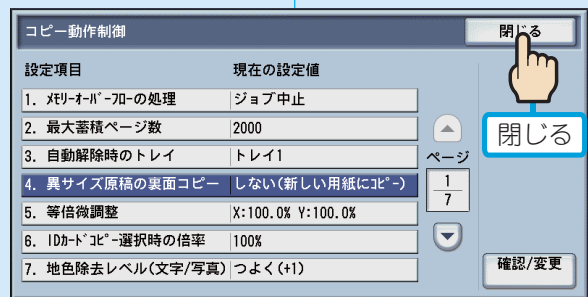 コピー動作制御
閉じる
設定項目 現在の設定値
閉じる
1. ﾒﾓﾘｰｵｰﾊﾞｰﾌﾛｰの処理 ジョブ中止
2. 最大蓄積ページ数 2000
3. 自動解除時のトレイ トレイ1
ページ
4. 異サイズ原稿の裏面コピー しない(新しい用紙にｺﾋﾟｰ)
1
7
5. 等倍微調整 X:100.0% Y:100.0%
6. IDｶｰﾄﾞｺﾋﾟｰ選択時の倍率 100%
7. 地色除去レベル(文字/写真) つよく(+1)
確認/変更